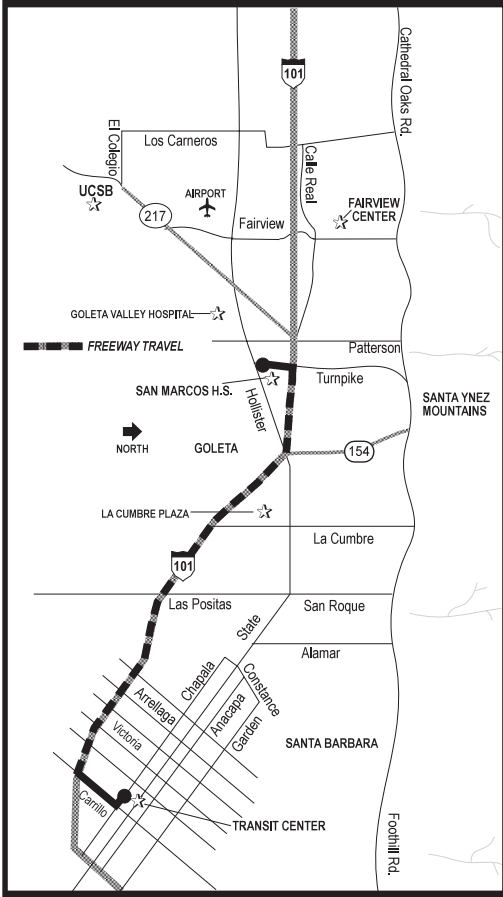 101
Cathedral Oaks Rd.
El Colegio
Los Carneros
Calle Real
UCSB
AIRPORT
FAIRVIEW
CENTER
217
Fairview
GOLETA VALLEY HOSPITAL
FREEWAY TRAVEL
Patterson
SAN MARCOS H.S.
Turnpike
Hollister
SANTA YNEZ
MOUNTAINS
NORTH
GOLETA
154
LA CUMBRE PLAZA
La Cumbre
101
Las Positas
San Roque
State
Alamar
Chapala
Constance
Arrellaga
Anacapa
Garden
Victoria
SANTA BARBARA
Carrillo
TRANSIT CENTER
Foothill Rd.